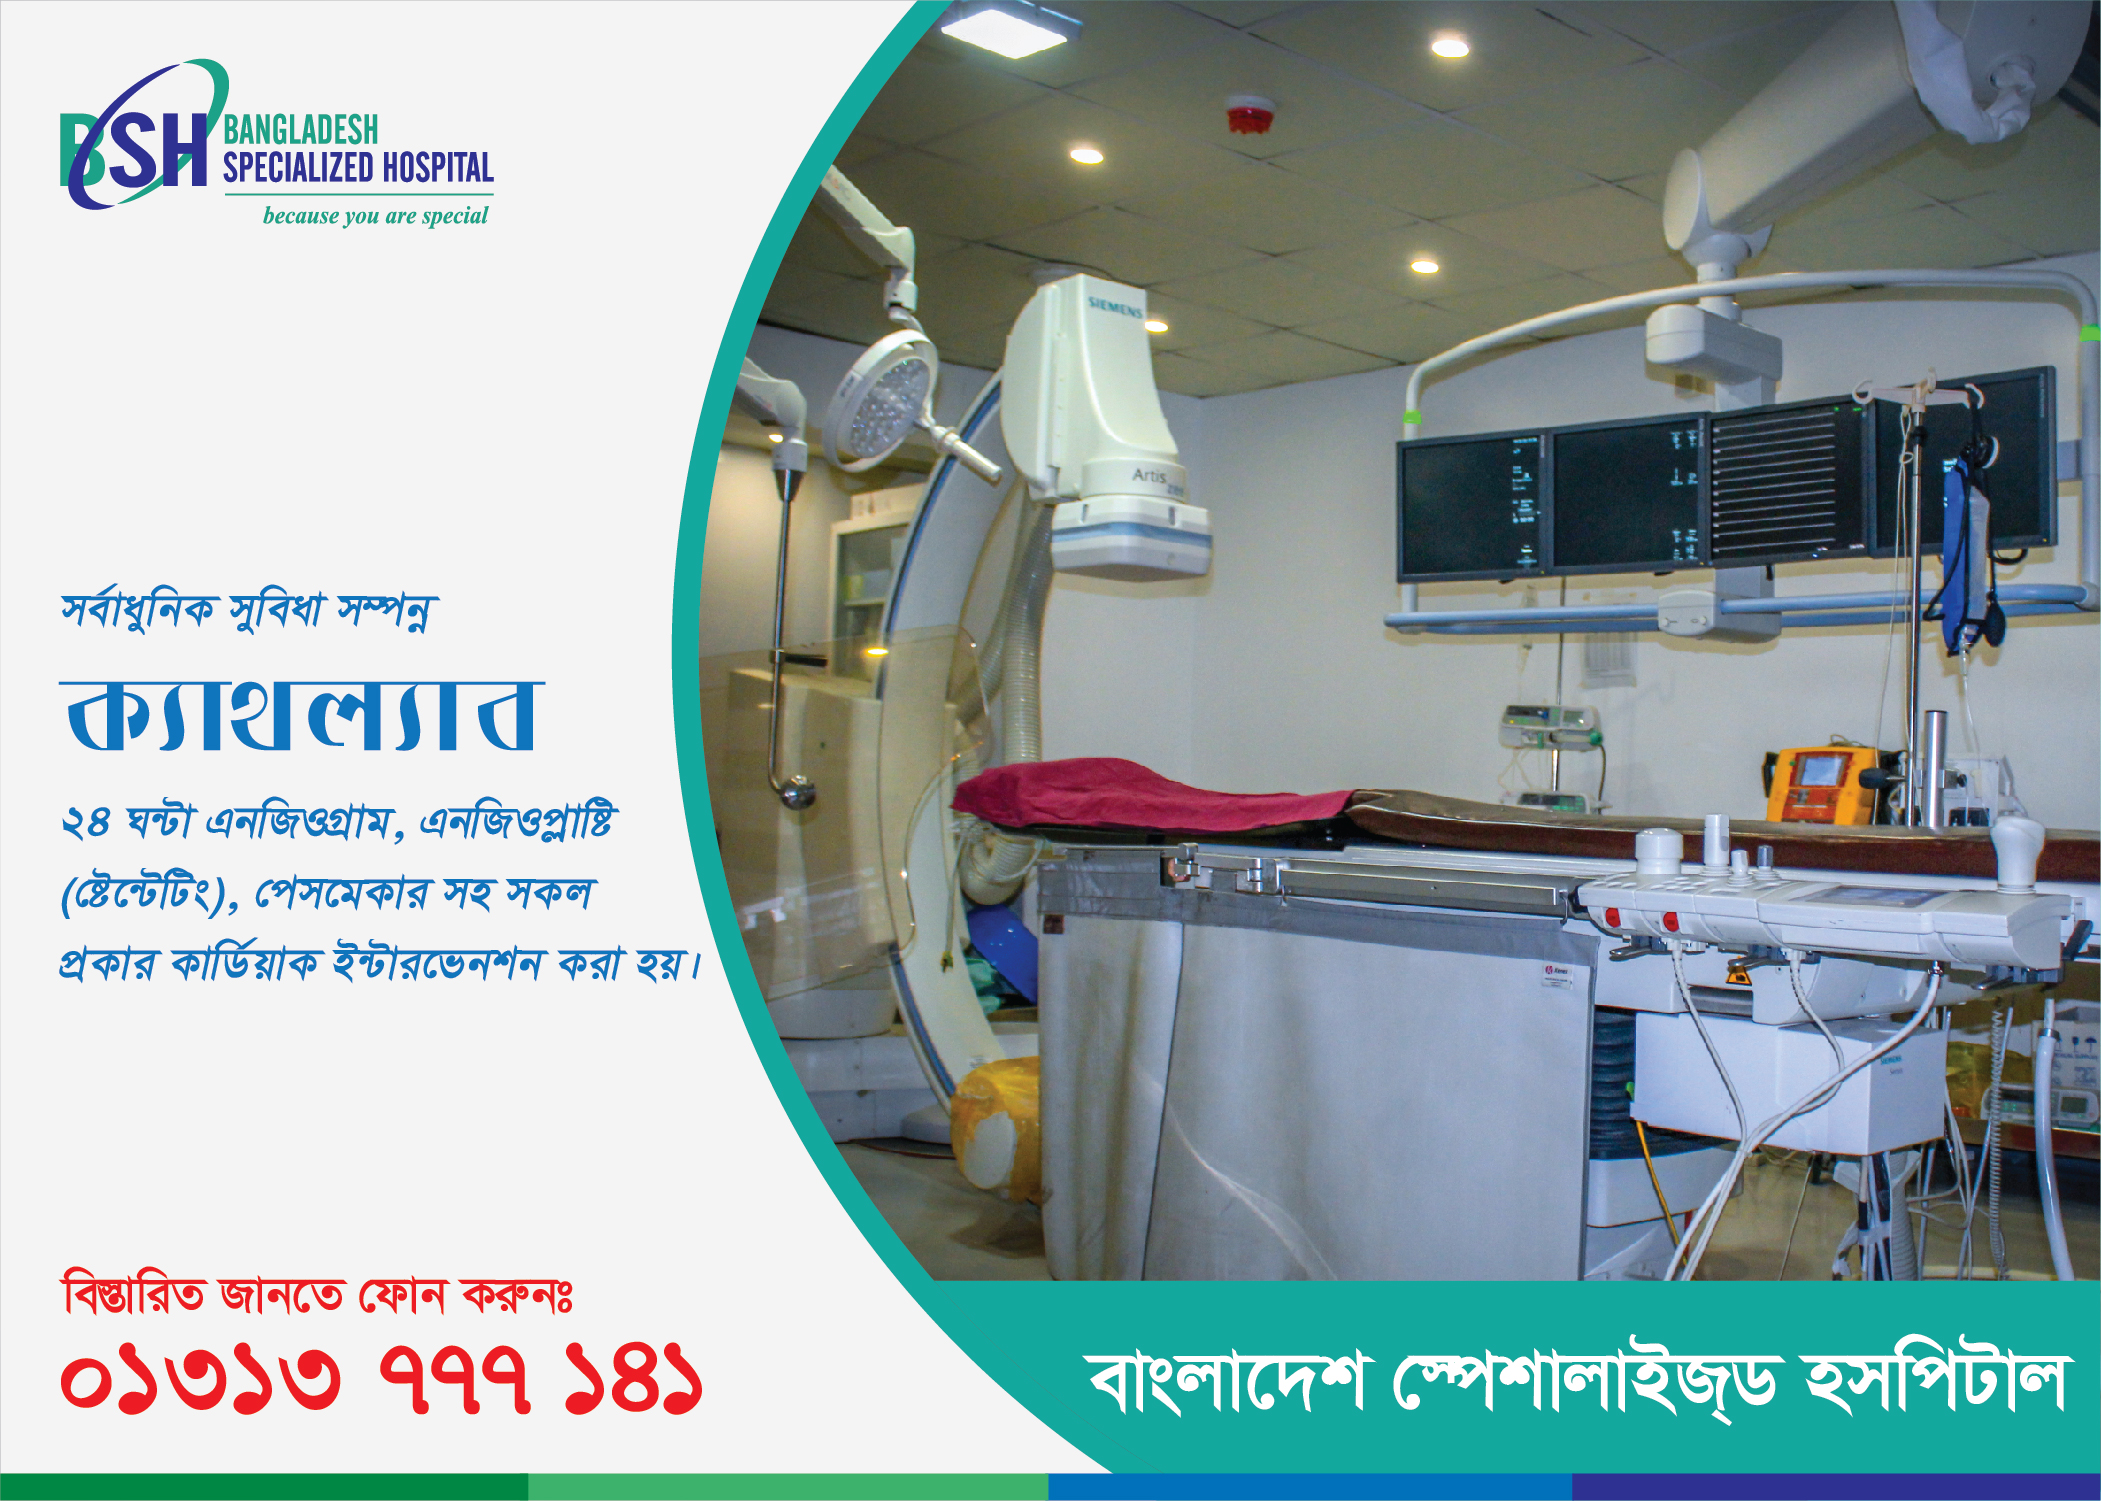 BSH
BANGLADESH
SPECIALIZED HOSPITAL
because you are special
SIEMENS
Artis
সর্বাধুনিক সুবিধা সম্পন্ন
ক্যাথল্যাব
২৪ ঘন্টা এনজিওগ্রাম, এনজিওপ্লাষ্টি
(ষ্টেন্টেটিং), পেসমেকার সহ সকল
প্রকার কার্ডিয়াক ইন্টারভেনশন করা হয়।
বিস্তারিত জানতে ফোন করুনঃ
০১৩১৩ ৭৭৭ ১৪১
SIEMENS
বাংলাদেশ স্পেশালাইজ্‌ড হসপিটাল